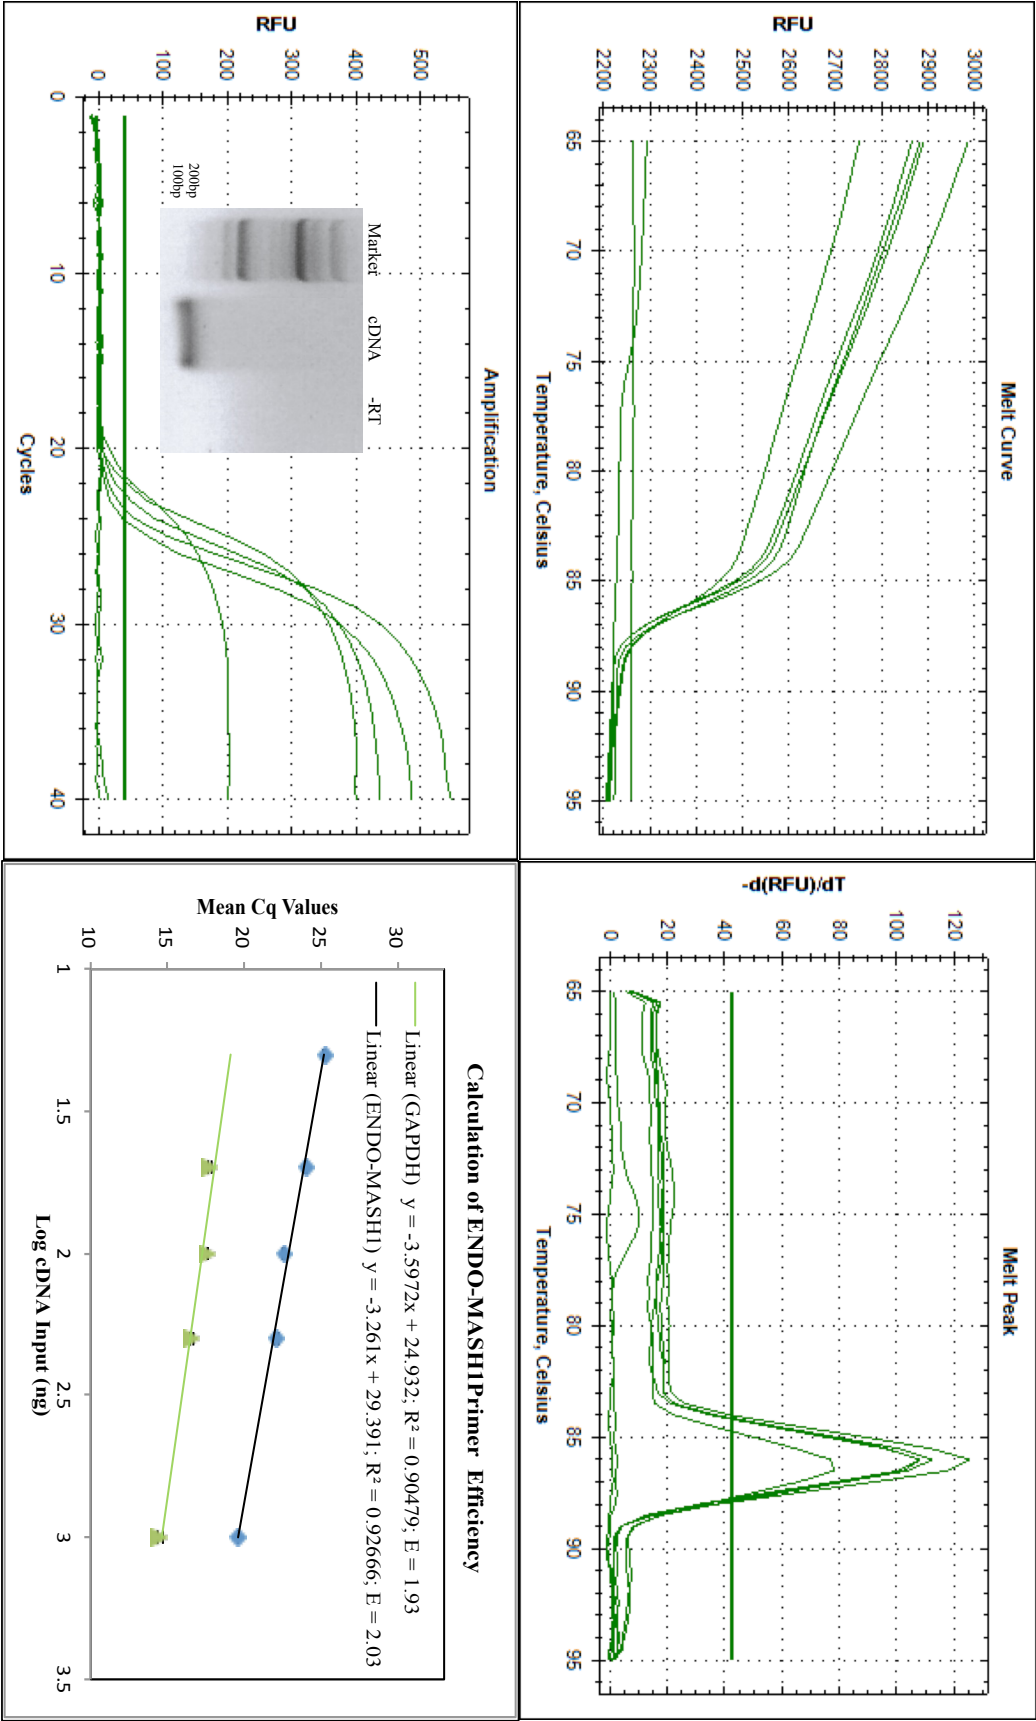 Melt Curve
RFU
3000
2900
2800
2700
2600
2500
2400
2300
2200
65 70 75 80 85 90 95
Temperature, Celsius
Melt Peak
-d(RFU)/dT
120
100
80
60
40
20
0
65 70 75 80 85 90 95
Temperature, Celsius
Amplification
RFU
500
400
300
200
100
0
0 10 20 30 40
Cycles
Marker cDNA -RT
200bp
100bp
Calculation of ENDO-MASH1Primer Efficiency
Linear (GAPDH) y = -3.5972x + 24.932; R² = 0.90479; E = 1.93
Linear (ENDO-MASH1) y = -3.261x + 29.391; R² = 0.92666; E = 2.03
Mean Cq Values
30
25
20
15
10
1 1.5 2 2.5 3 3.5
Log cDNA Input (ng)